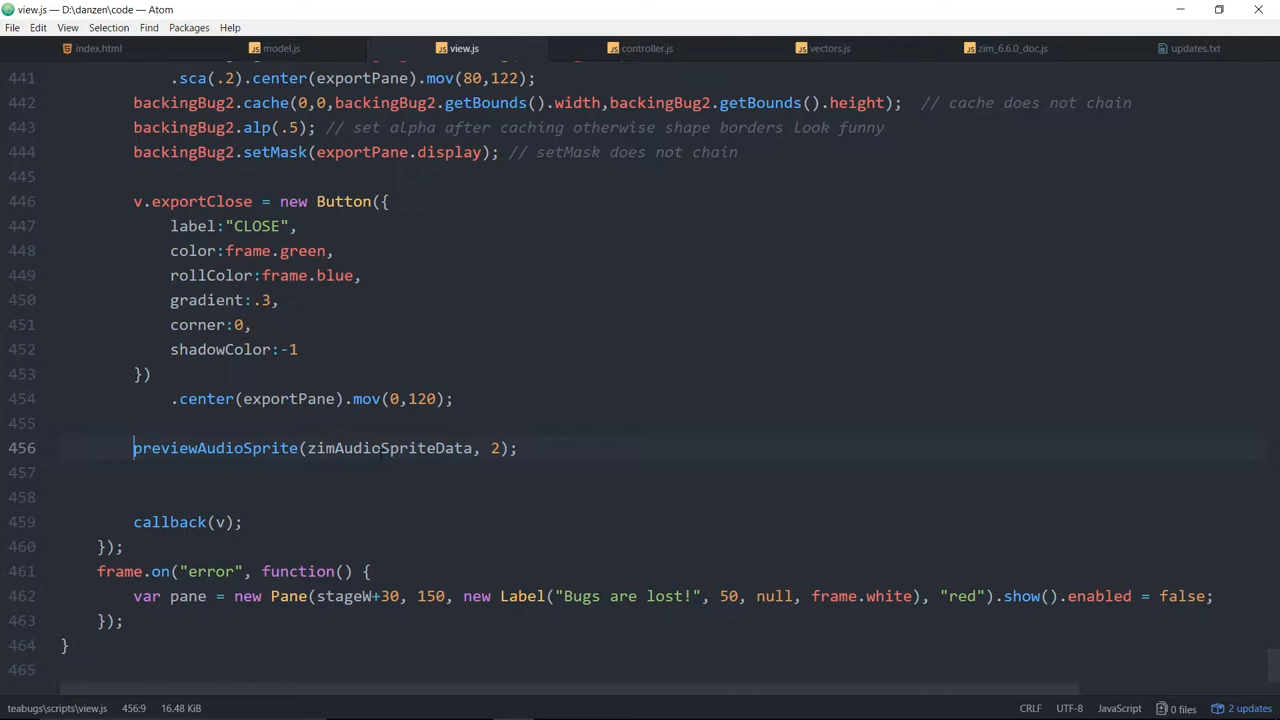 view.js — D:\danzen\code — Atom
File Edit View Selection Find Packages Help
index.html model.js view.js controller.js vectors.js zim_6.6.0_doc.js updates.txt
441 .sca(.2).center(exportPane).mov(80,122);
442 backingBug2.cache(0,0,backingBug2.getBounds().width,backingBug2.getBounds().height);  // cache does not chain
443 backingBug2.alp(.5); // set alpha after caching otherwise shape borders look funny
444 backingBug2.setMask(exportPane.display); // setMask does not chain
445
446 v.exportClose = new Button({
447 label:"CLOSE",
448 color:frame.green,
449 rollColor:frame.blue,
450 gradient:.3,
451 corner:0,
452 shadowColor:-1
453 })
454 .center(exportPane).mov(0,120);
455
456 previewAudioSprite(zimAudioSpriteData, 2);
457
458
459 callback(v);
460 });
461 frame.on("error", function() {
462 var pane = new Pane(stageW+30, 150, new Label("Bugs are lost!", 50, null, frame.white), "red").show().enabled = false;
463 });
464 }
465
teabugs\scripts\view.js 456:9 16.48 KiB CRLF UTF-8 JavaScript 0 files 2 updates